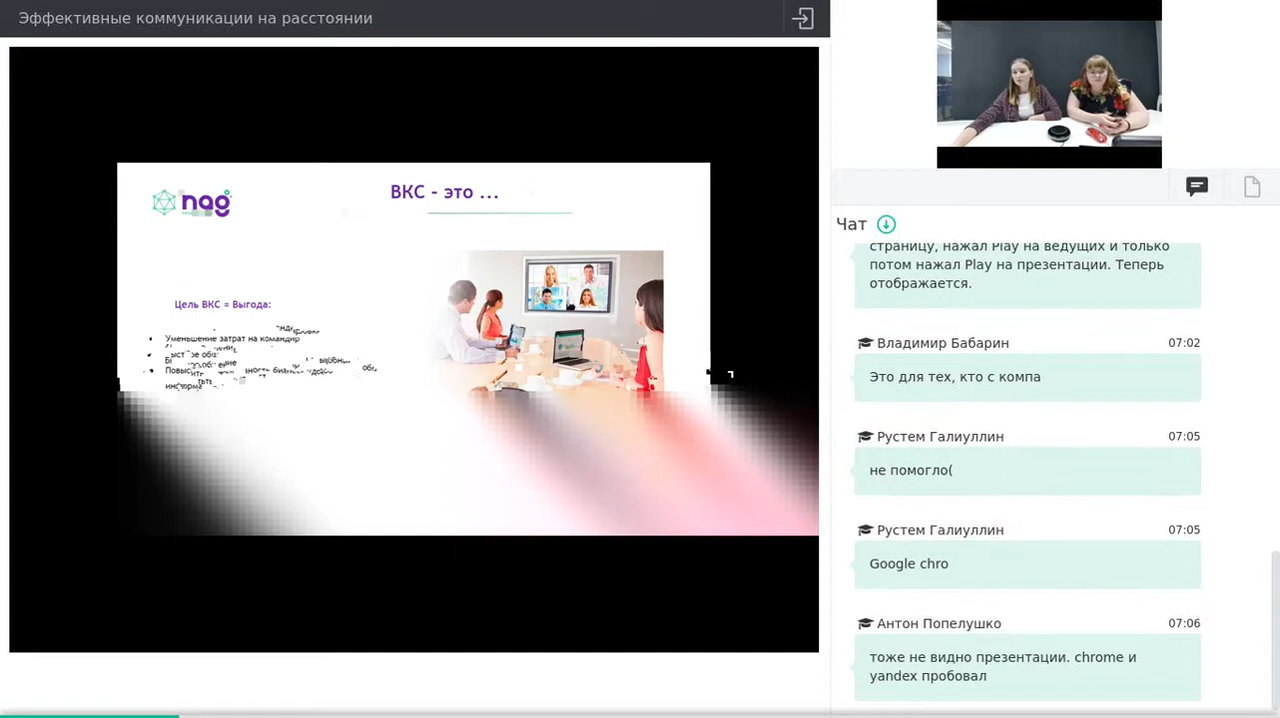 Эффективные коммуникации на расстоянии
nag
ВКС - это ...
Цель ВКС = Выгода:
Уменьшение затрат на командир
Чат
страницу, нажал Play на ведущих и только
потом нажал Play на презентации. Теперь
отображается.
Владимир Бабарин 07:02
Это для тех, кто с компа
Рустем Галиуллин 07:05
не помогло(
Рустем Галиуллин 07:05
Google chro
Антон Попелушко 07:06
тоже не видно презентации. chrome и
yandex пробовал